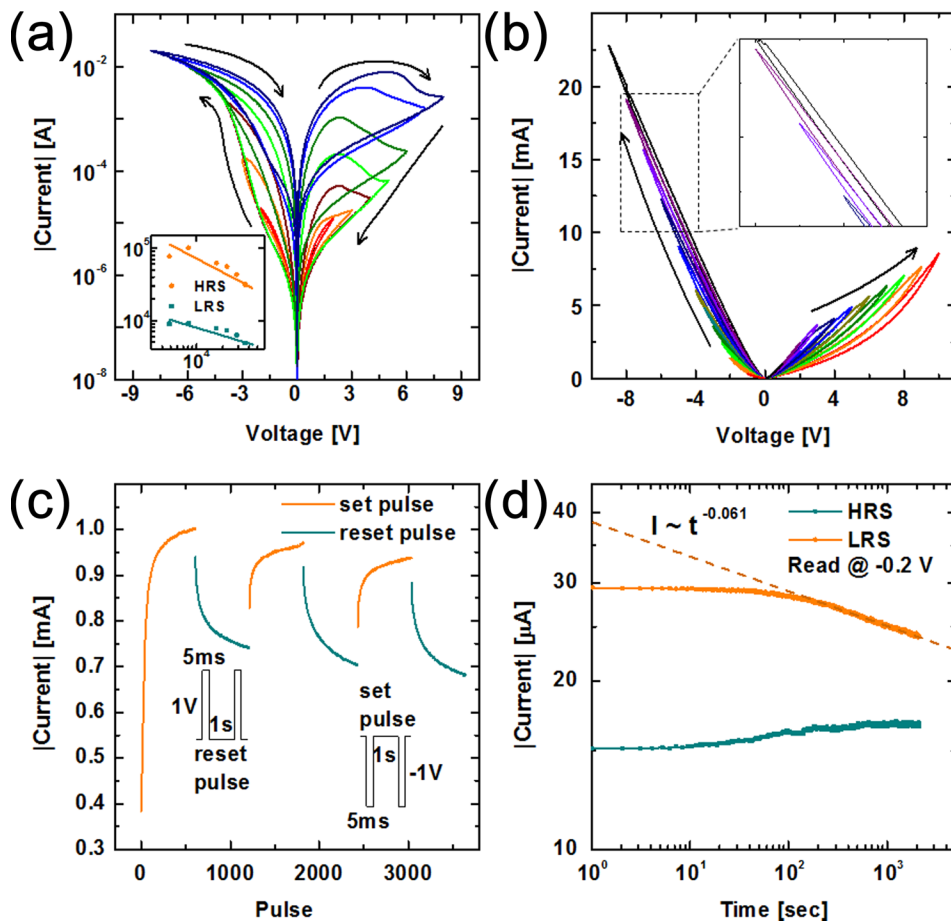 (a)
|Current| [A]
10^-2
10^-4
10^-6
10^-8
10^5
10^4
HRS
LRS
10^4
-9 -6 -3 0 3 6 9
Voltage [V]
(b)
|Current| [mA]
25
20
15
10
5
0
-8 -4 0 4 8
Voltage [V]
(c)
|Current| [mA]
1.0
0.9
0.8
0.7
0.6
0.5
0.4
0.3
set pulse
reset pulse
5ms
1V
1s
reset
pulse
set
pulse
1s
-1V
5ms
0 1000 2000 3000
Pulse
(d)
|Current| [µA]
40
30
20
10
I ~ t^-0.061
HRS
LRS
Read @ -0.2 V
10^0 10^1 10^2 10^3
Time [sec]